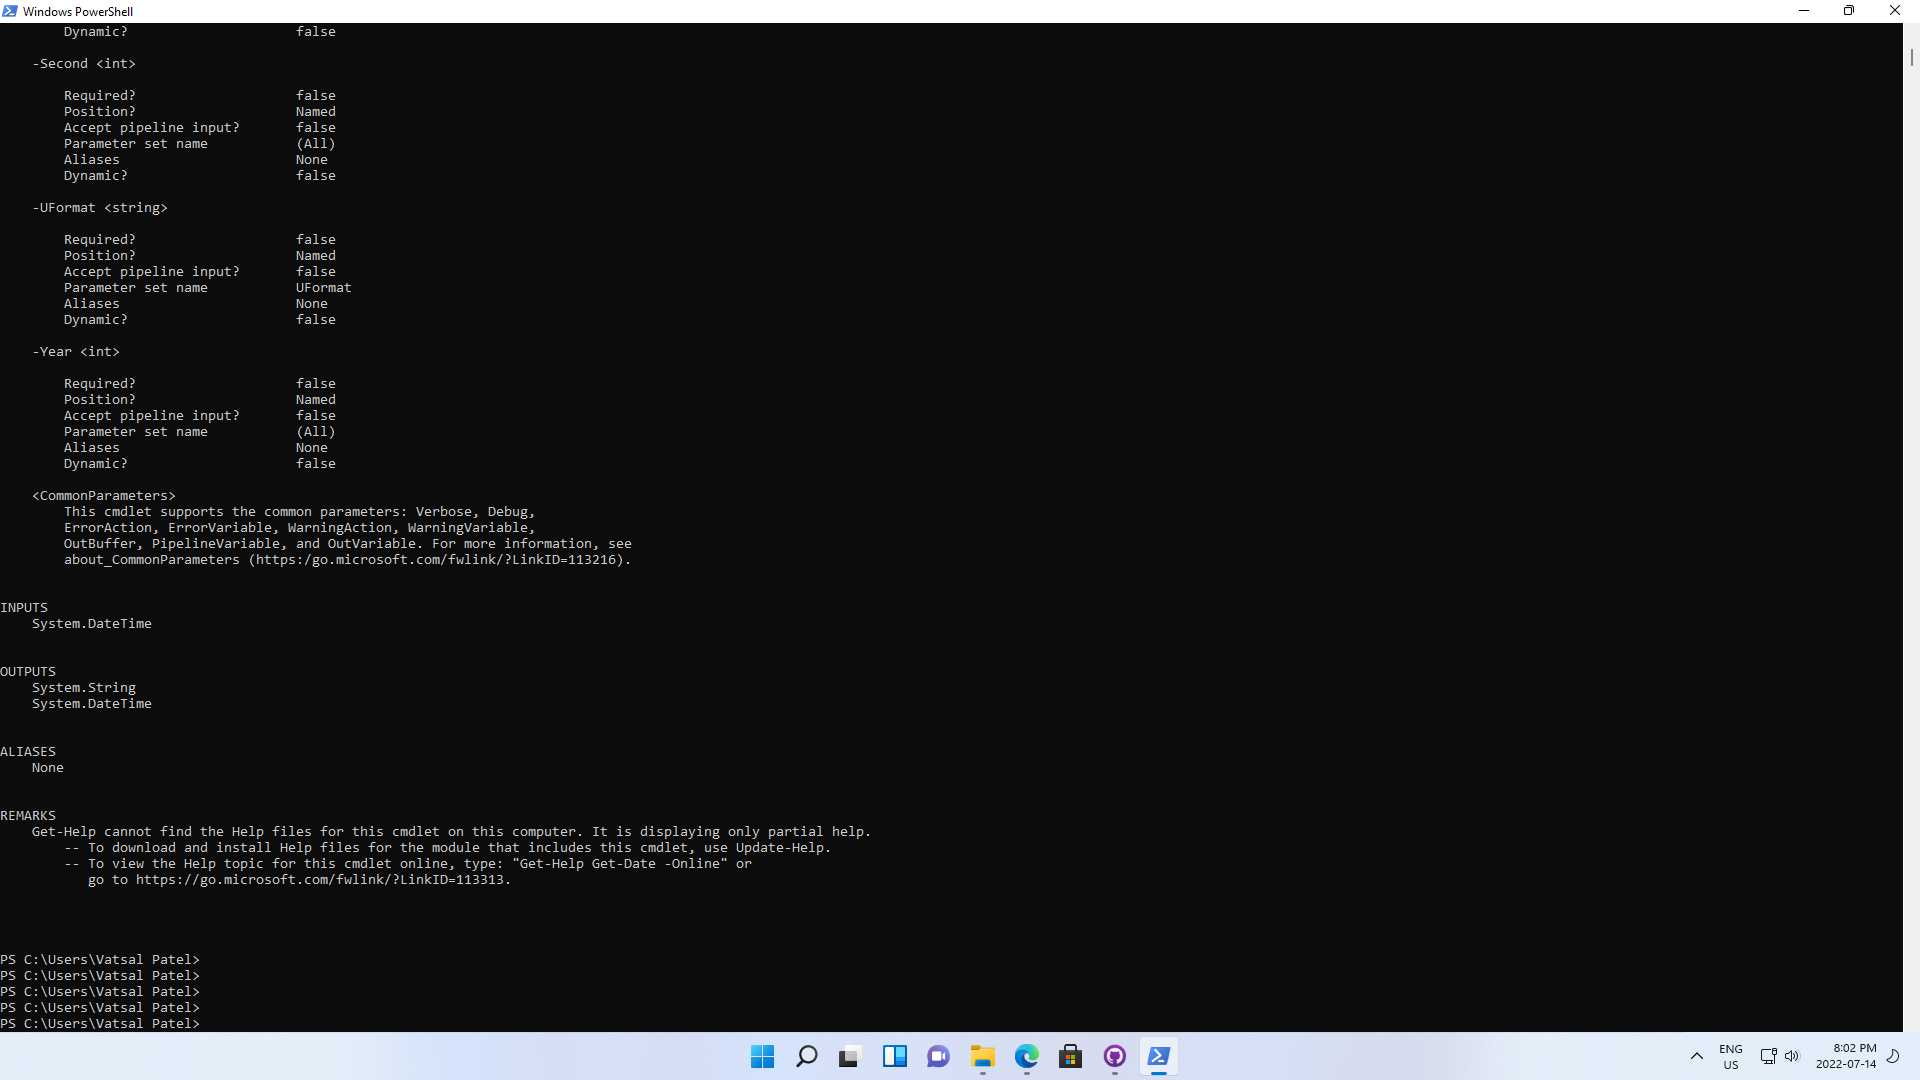 Windows PowerShell
Dynamic? false
-Second <int>
Required? false
Position? Named
Accept pipeline input? false
Parameter set name (All)
Aliases None
Dynamic? false
-UFormat <string>
Required? false
Position? Named
Accept pipeline input? false
Parameter set name UFormat
Aliases None
Dynamic? false
-Year <int>
Required? false
Position? Named
Accept pipeline input? false
Parameter set name (All)
Aliases None
Dynamic? false
<CommonParameters>
This cmdlet supports the common parameters: Verbose, Debug,
ErrorAction, ErrorVariable, WarningAction, WarningVariable,
OutBuffer, PipelineVariable, and OutVariable. For more information, see
about_CommonParameters (https:/go.microsoft.com/fwlink/?LinkID=113216).
INPUTS
System.DateTime
OUTPUTS
System.String
System.DateTime
ALIASES
None
REMARKS
Get-Help cannot find the Help files for this cmdlet on this computer. It is displaying only partial help.
-- To download and install Help files for the module that includes this cmdlet, use Update-Help.
-- To view the Help topic for this cmdlet online, type: "Get-Help Get-Date -Online" or
go to https://go.microsoft.com/fwlink/?LinkID=113313.
PS C:\Users\Vatsal Patel>
PS C:\Users\Vatsal Patel>
PS C:\Users\Vatsal Patel>
PS C:\Users\Vatsal Patel>
PS C:\Users\Vatsal Patel>
ENG
US
8:02 PM
2022-07-14